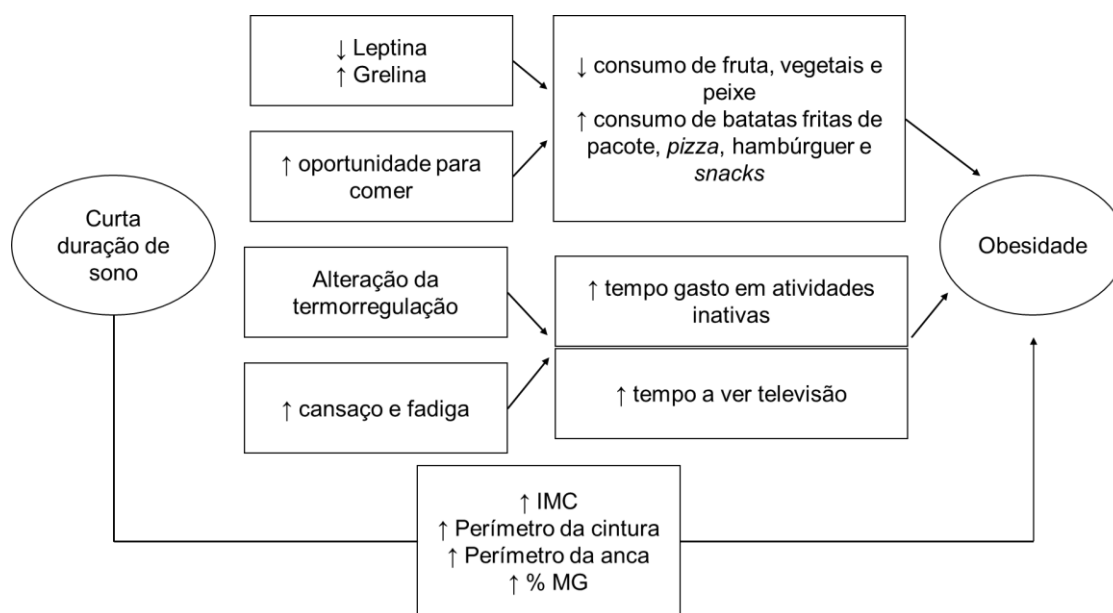 Curta
duração de
sono
↓ Leptina
↑ Grelina
↑ oportunidade para
comer
Alteração da
termorregulação
↑ cansaço e fadiga
↓ consumo de fruta, vegetais e
peixe
↑ consumo de batatas fritas de
pacote, pizza, hambúrguer e
snacks
↑ tempo gasto em atividades
inativas
↑ tempo a ver televisão
Obesidade
↑ IMC
↑ Perímetro da cintura
↑ Perímetro da anca
↑ % MG